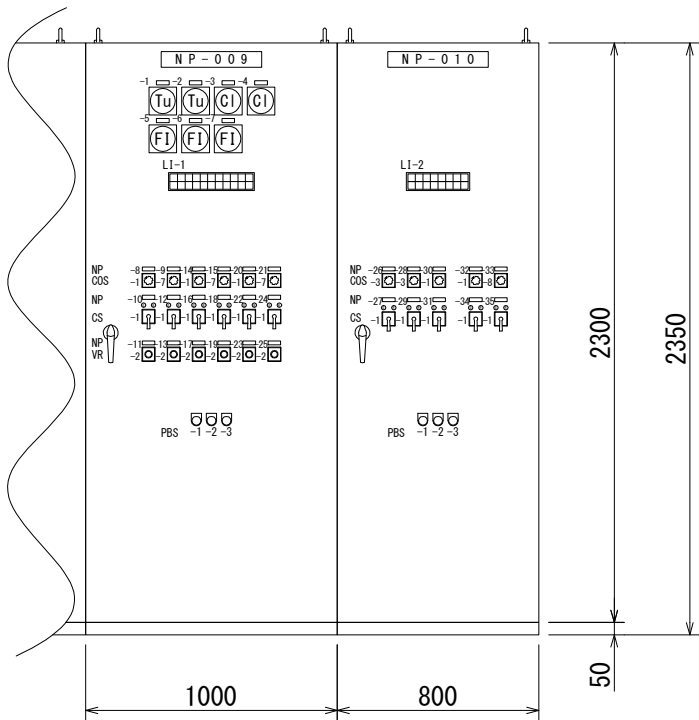 NP-009 NP-010
-1 -2 -3 -4
Tu Tu Cl Cl
-5 -6 -7
FI FI FI
LI-1 LI-2
NP -8 -9 -14 -15 -20 -21 NP -26 -28 -30 -32 -33
COS -1 -7 -1 -7 -1 -7 COS -3 -3 -1 -1 -8
NP -10 -12 -16 -18 -22 -24 NP -27 -29 -31 -34 -35
CS -1 -1 -1 -1 -1 -1 CS -1 -1 -1 -1 -1
NP -11 -13 -17 -19 -23 -25
VR -2 -2 -2 -2 -2 -2
PBS -1 -2 -3 PBS -1 -2 -3
2300
2350
50
1000 800